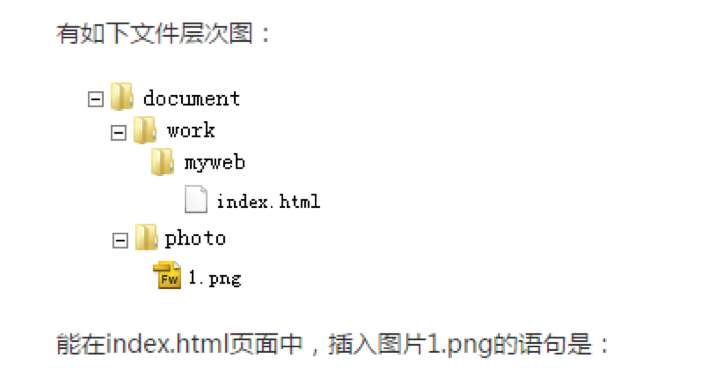 有如下文件层次图：
document
work
myweb
index.html
photo
Fw 1.png
能在index.html页面中，插入图片1.png的语句是：